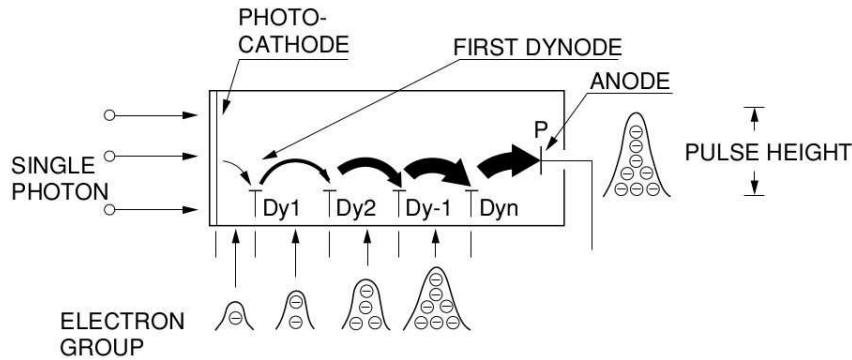 PHOTO-
CATHODE
FIRST DYNODE
ANODE
P
SINGLE
PHOTON
PULSE HEIGHT
Dy1
Dy2
Dy-1
Dyn
ELECTRON
GROUP